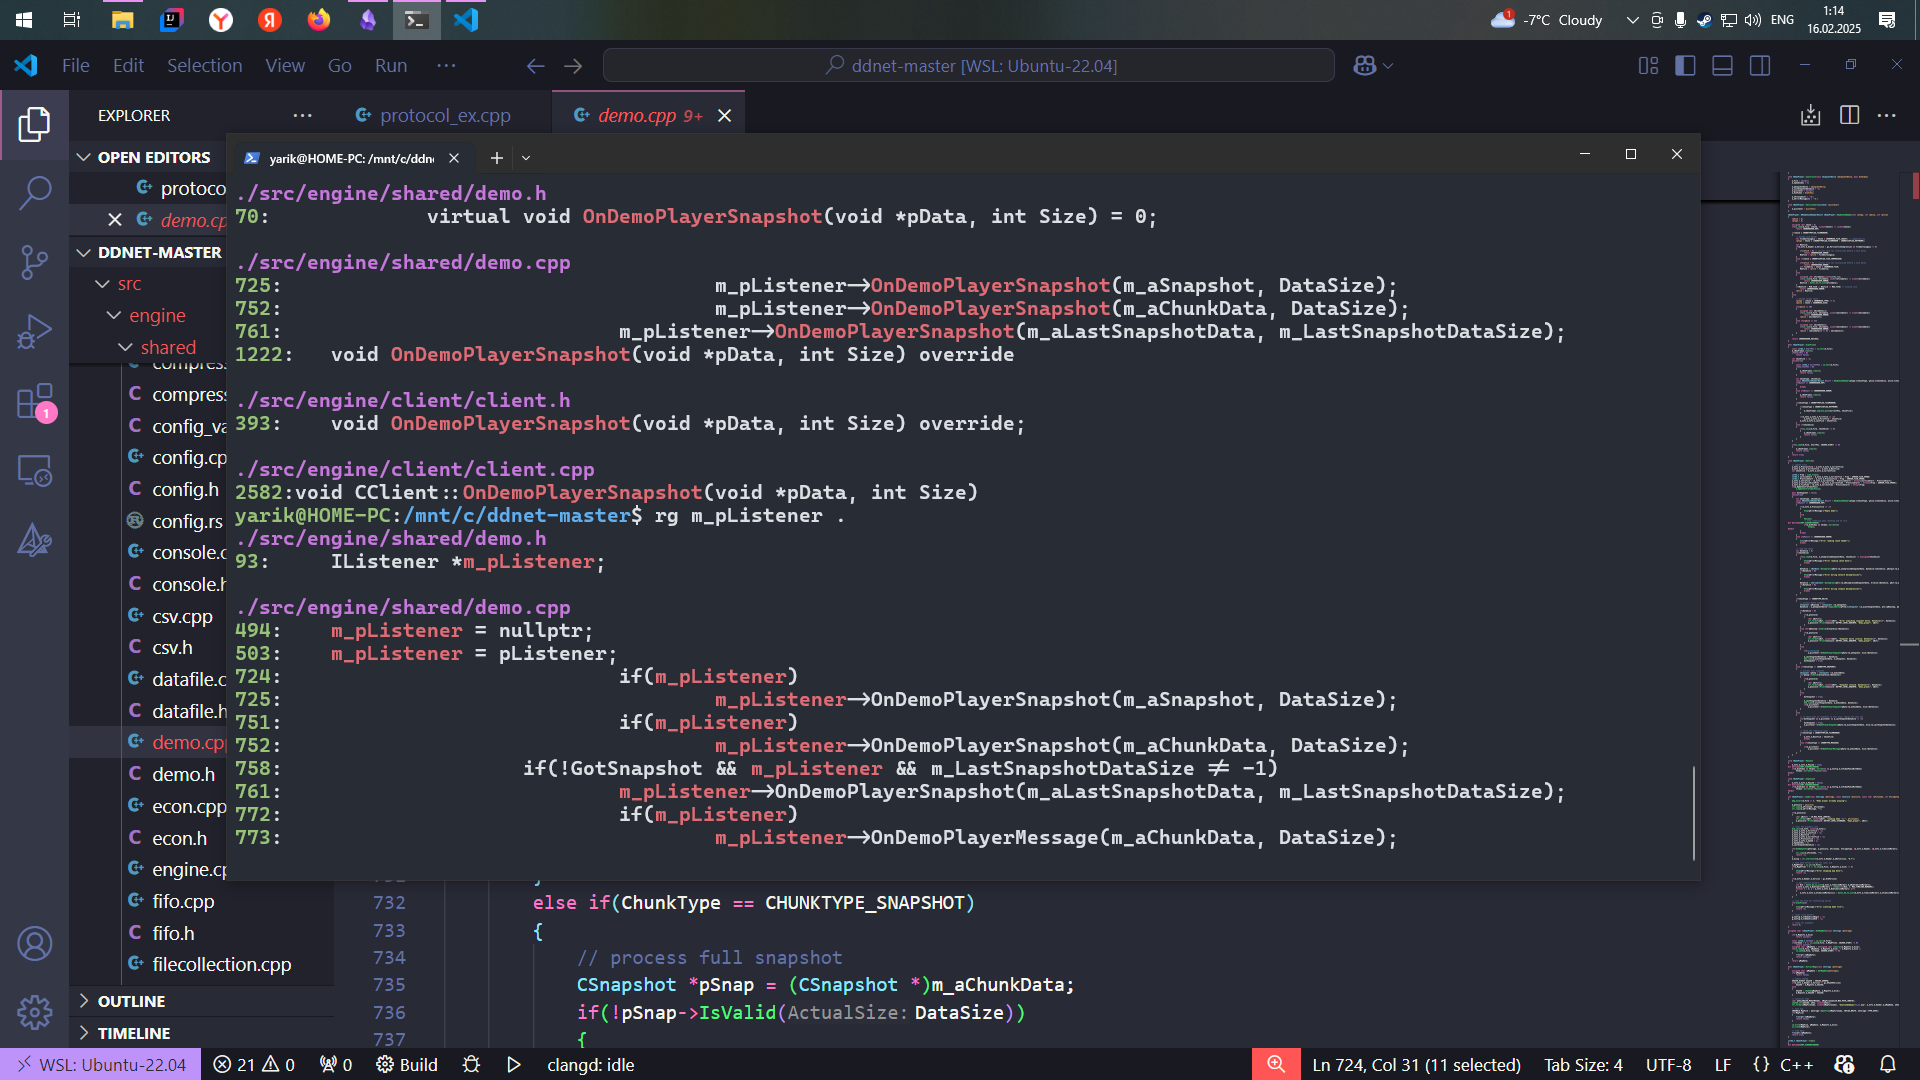 1
-7°C Cloudy
ENG
1:14
16.02.2025
File Edit Selection View Go Run ···
ddnet-master [WSL: Ubuntu-22.04]
EXPLORER
protocol_ex.cpp
demo.cpp 9+
OPEN EDITORS
protoco
demo.cp
DDNET-MASTER
src
engine
shared
compres
compres
config_va
config.cp
config.h
config.rs
console.c
console.h
csv.cpp
csv.h
datafile.c
datafile.h
demo.cp
demo.h
econ.cpp
econ.h
engine.cp
fifo.cpp
fifo.h
filecollection.cpp
OUTLINE
TIMELINE
1
yarik@HOME-PC: /mnt/c/ddn
./src/engine/shared/demo.h
70: virtual void OnDemoPlayerSnapshot(void *pData, int Size) = 0;
./src/engine/shared/demo.cpp
725: m_pListener->OnDemoPlayerSnapshot(m_aSnapshot, DataSize);
752: m_pListener->OnDemoPlayerSnapshot(m_aChunkData, DataSize);
761: m_pListener->OnDemoPlayerSnapshot(m_aLastSnapshotData, m_LastSnapshotDataSize);
1222: void OnDemoPlayerSnapshot(void *pData, int Size) override
./src/engine/client/client.h
393: void OnDemoPlayerSnapshot(void *pData, int Size) override;
./src/engine/client/client.cpp
2582:void CClient::OnDemoPlayerSnapshot(void *pData, int Size)
yarik@HOME-PC:/mnt/c/ddnet-master$ rg m_pListener .
./src/engine/shared/demo.h
93: IListener *m_pListener;
./src/engine/shared/demo.cpp
494: m_pListener = nullptr;
503: m_pListener = pListener;
724: if(m_pListener)
725: m_pListener->OnDemoPlayerSnapshot(m_aSnapshot, DataSize);
751: if(m_pListener)
752: m_pListener->OnDemoPlayerSnapshot(m_aChunkData, DataSize);
758: if(!GotSnapshot && m_pListener && m_LastSnapshotDataSize != -1)
761: m_pListener->OnDemoPlayerSnapshot(m_aLastSnapshotData, m_LastSnapshotDataSize);
772: if(m_pListener)
773: m_pListener->OnDemoPlayerMessage(m_aChunkData, DataSize);
732 else if(ChunkType == CHUNKTYPE_SNAPSHOT)
733 {
734 // process full snapshot
735 CSnapshot *pSnap = (CSnapshot *)m_aChunkData;
736 if(!pSnap->IsValid(ActualSize: DataSize))
737 {
WSL: Ubuntu-22.04 21 0 0 Build clangd: idle
Ln 724, Col 31 (11 selected) Tab Size: 4 UTF-8 LF {} C++